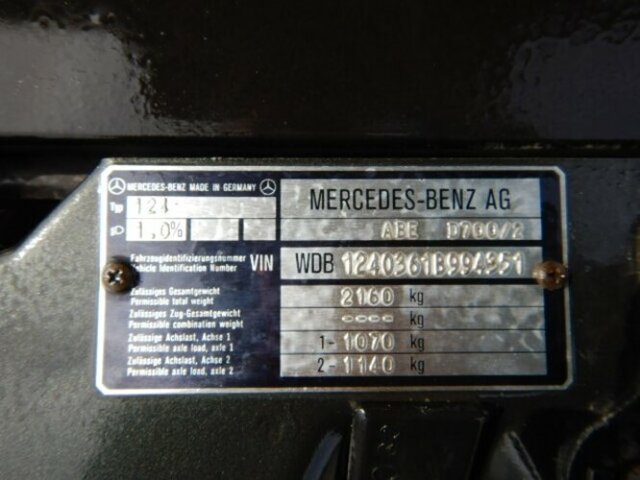 MERCEDES-BENZ MADE IN GERMANY
Typ 124
1,0%
MERCEDES-BENZ AG
ABE D700/2
Fahrzeugidentifizierungsnummer
Vehicle Identification Number VIN WDB 1240361B994351
Zulässiges Gesamtgewicht
Permissible total weight 2160 kg
Zulässiges Zug-Gesamtgewicht
Permissible combination weight kg
Zulässige Achslast, Achse 1
Permissible axle load, axle 1 1- 1070 kg
Zulässige Achslast, Achse 2
Permissible axle load, axle 2 2- 1140 kg